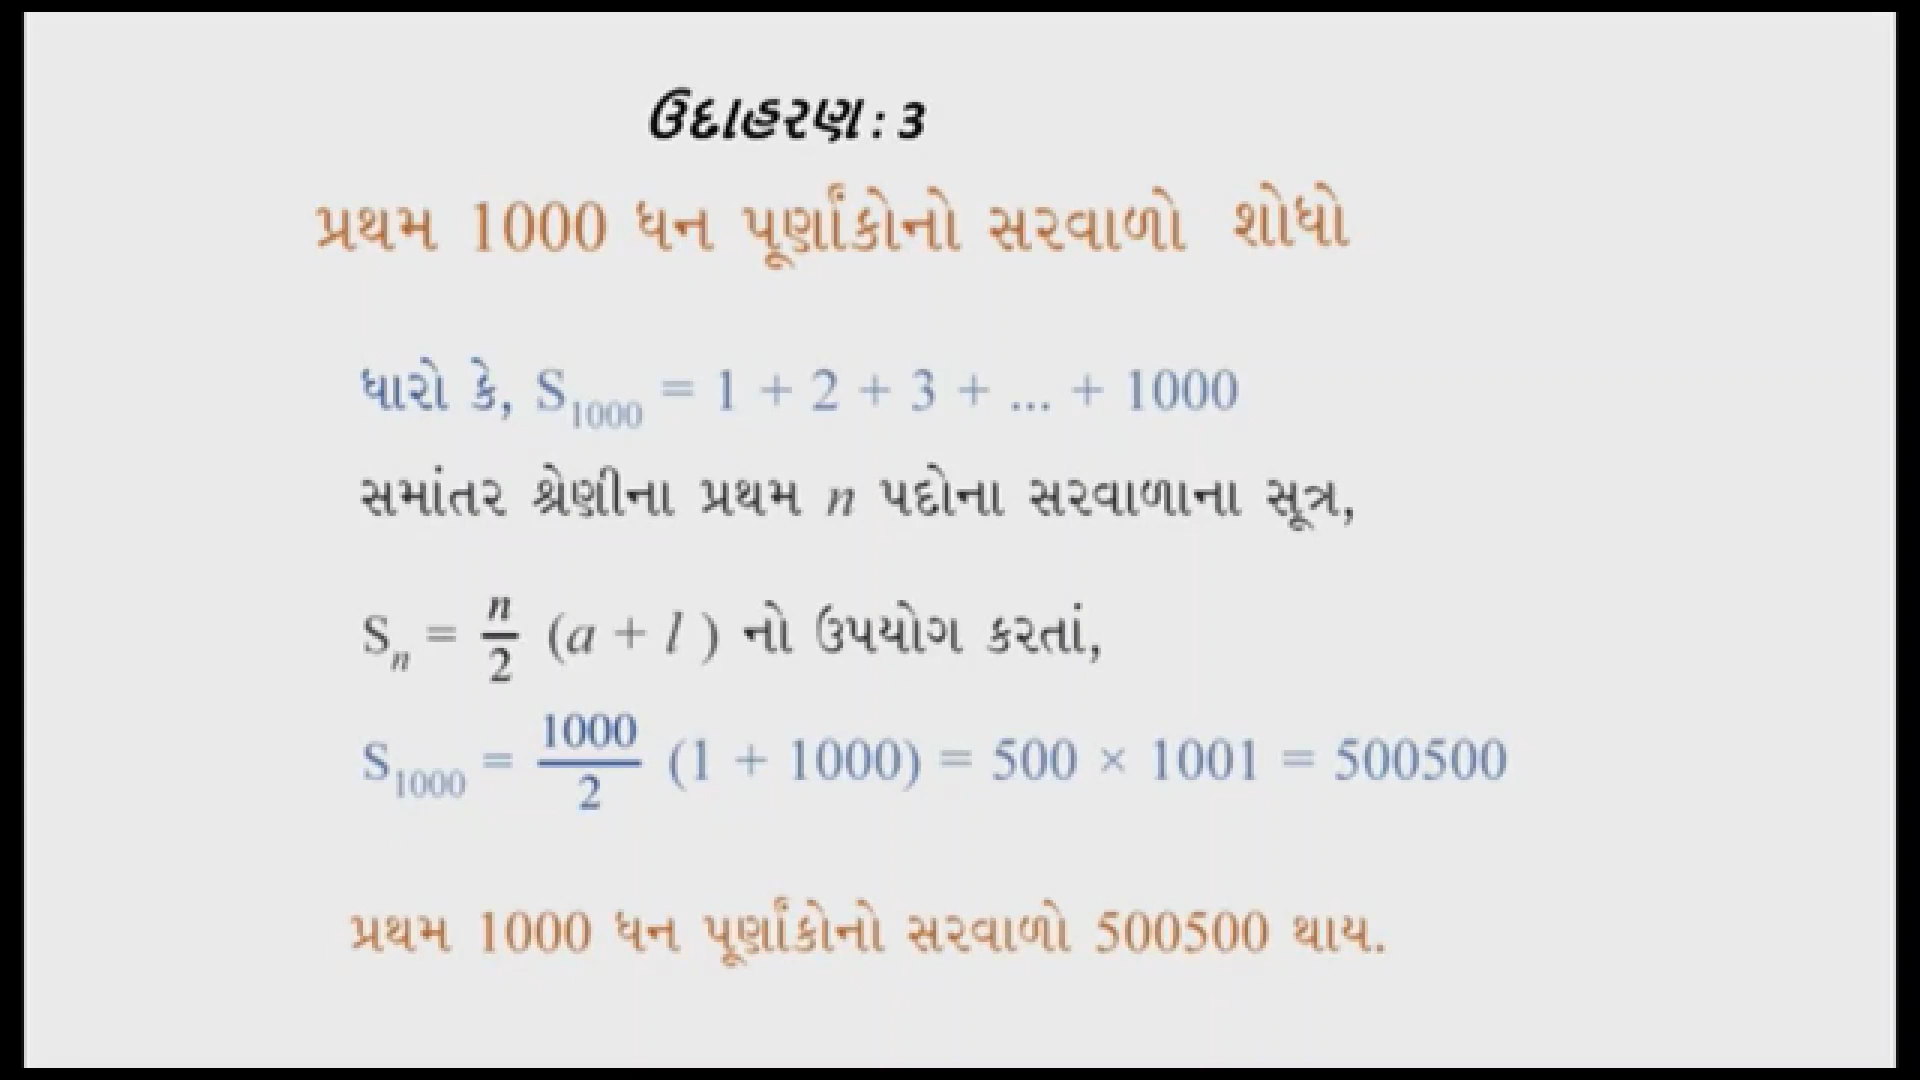 ઉદાહરણ : 3
પ્રથમ 1000 ધન પૂર્ણાંકોનો સરવાળો શોધો
ધારો કે, S₁₀₀₀ = 1 + 2 + 3 + ... + 1000
સમાંતર શ્રેણીના પ્રથમ n પદોના સરવાળાના સૂત્ર,
Sₙ = n/2 (a + l) નો ઉપયોગ કરતાં,
S₁₀₀₀ = 1000/2 (1 + 1000) = 500 × 1001 = 500500
પ્રથમ 1000 ધન પૂર્ણાંકોનો સરવાળો 500500 થાય.